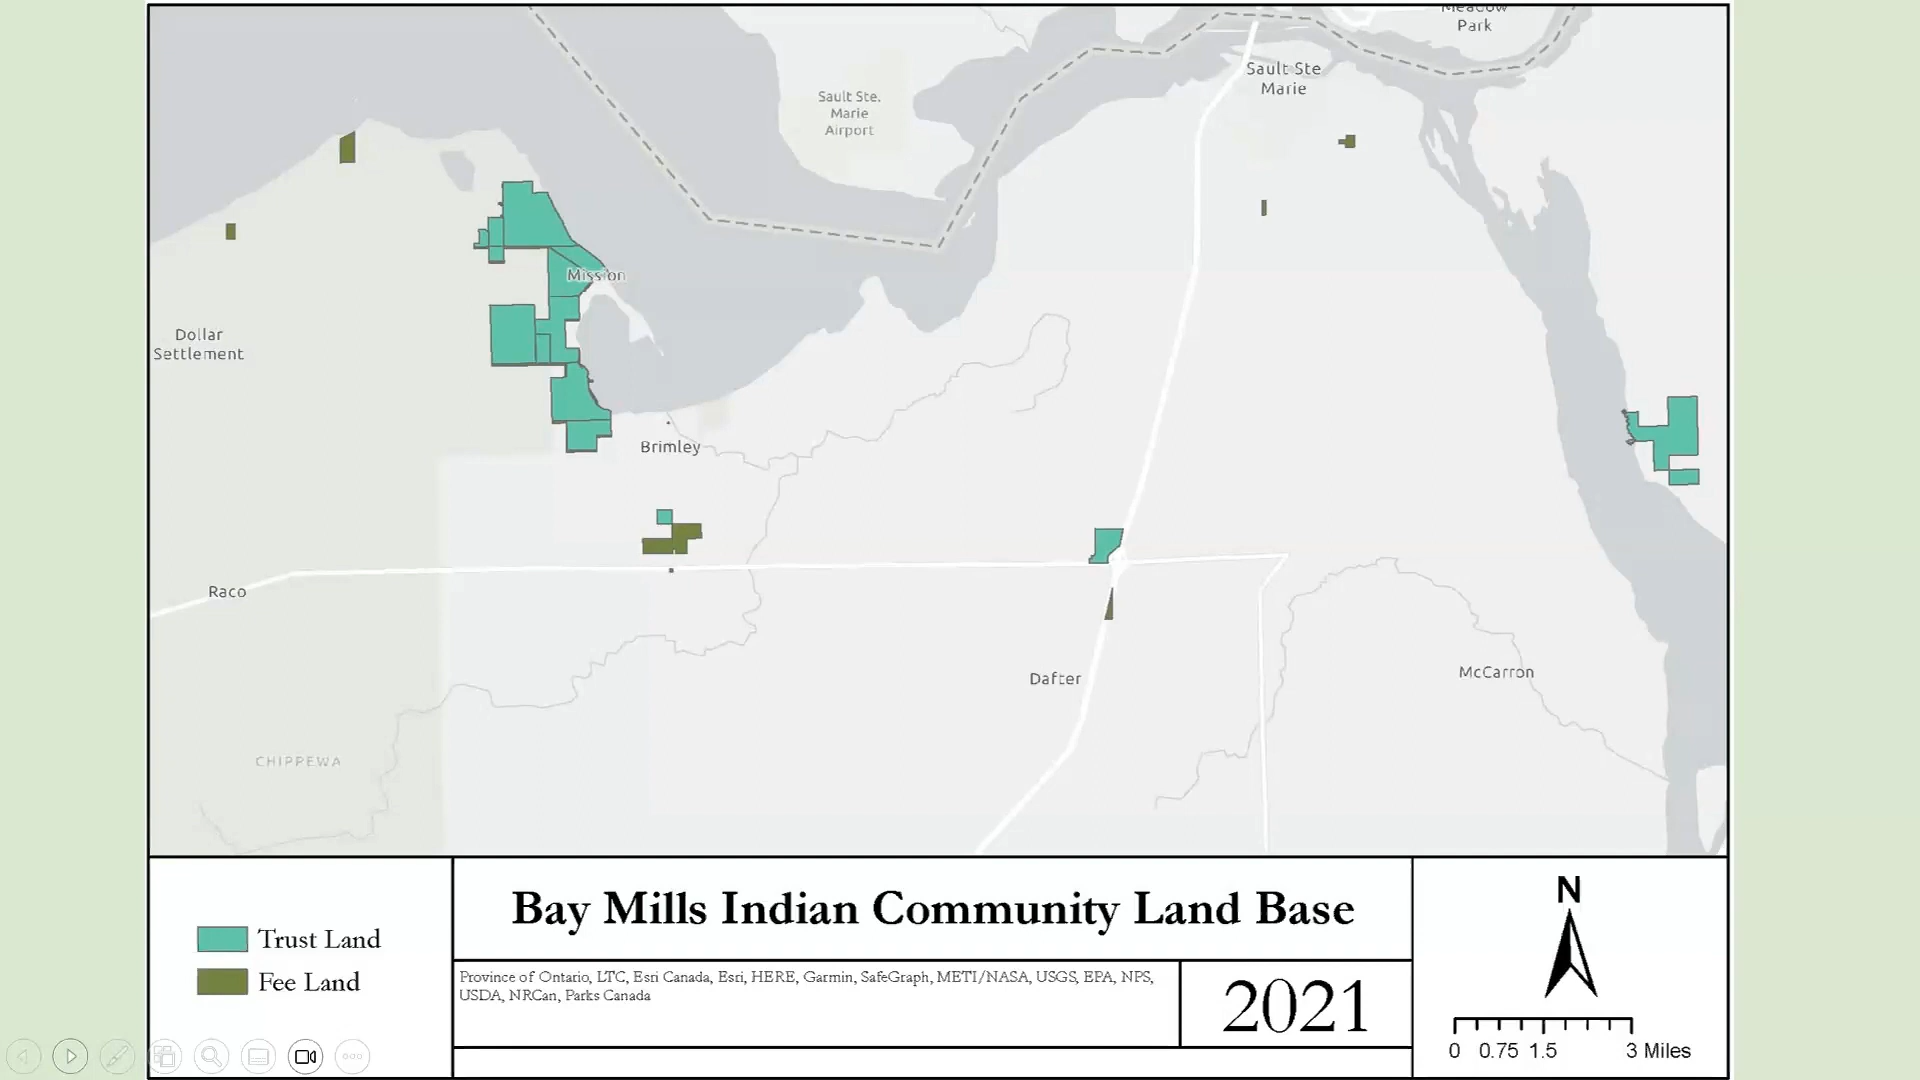 Meadow
Park
Sault Ste
Marie
Sault Ste.
Marie
Airport
Mission
Dollar
Settlement
Brimley
Raco
Dafter
McCarron
CHIPPEWA
Trust Land
Fee Land
Bay Mills Indian Community Land Base
Province of Ontario, LTC, Esri Canada, Esri, HERE, Garmin, SafeGraph, METI/NASA, USGS, EPA, NPS,
USDA, NRCan, Parks Canada
2021
N
0 0.75 1.5 3 Miles